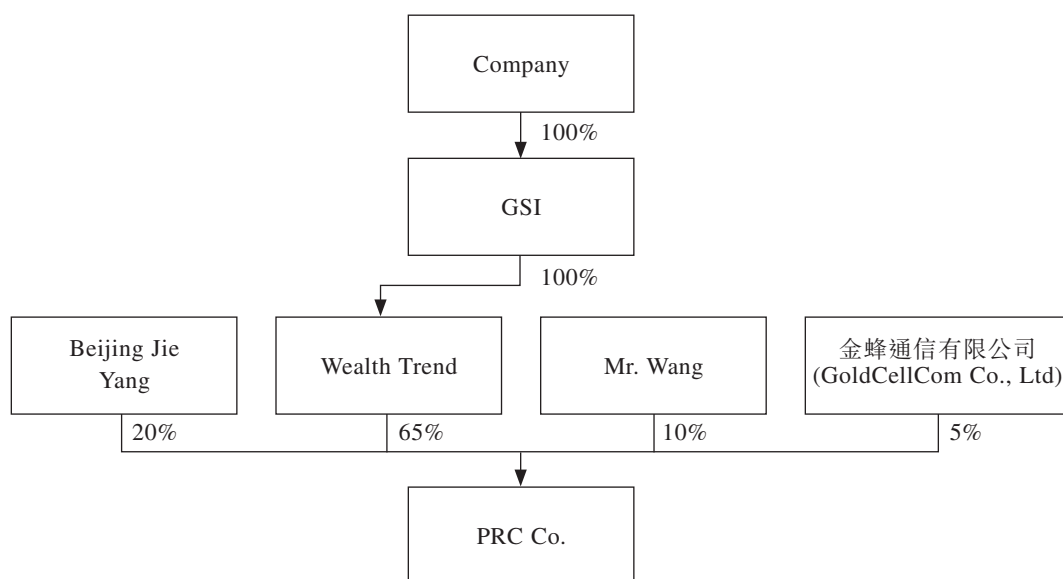 Company
100%
GSI
100%
Beijing Jie
Yang
Wealth Trend
Mr. Wang
金蜂通信有限公司
(GoldCellCom Co., Ltd)
20%
65%
10%
5%
PRC Co.